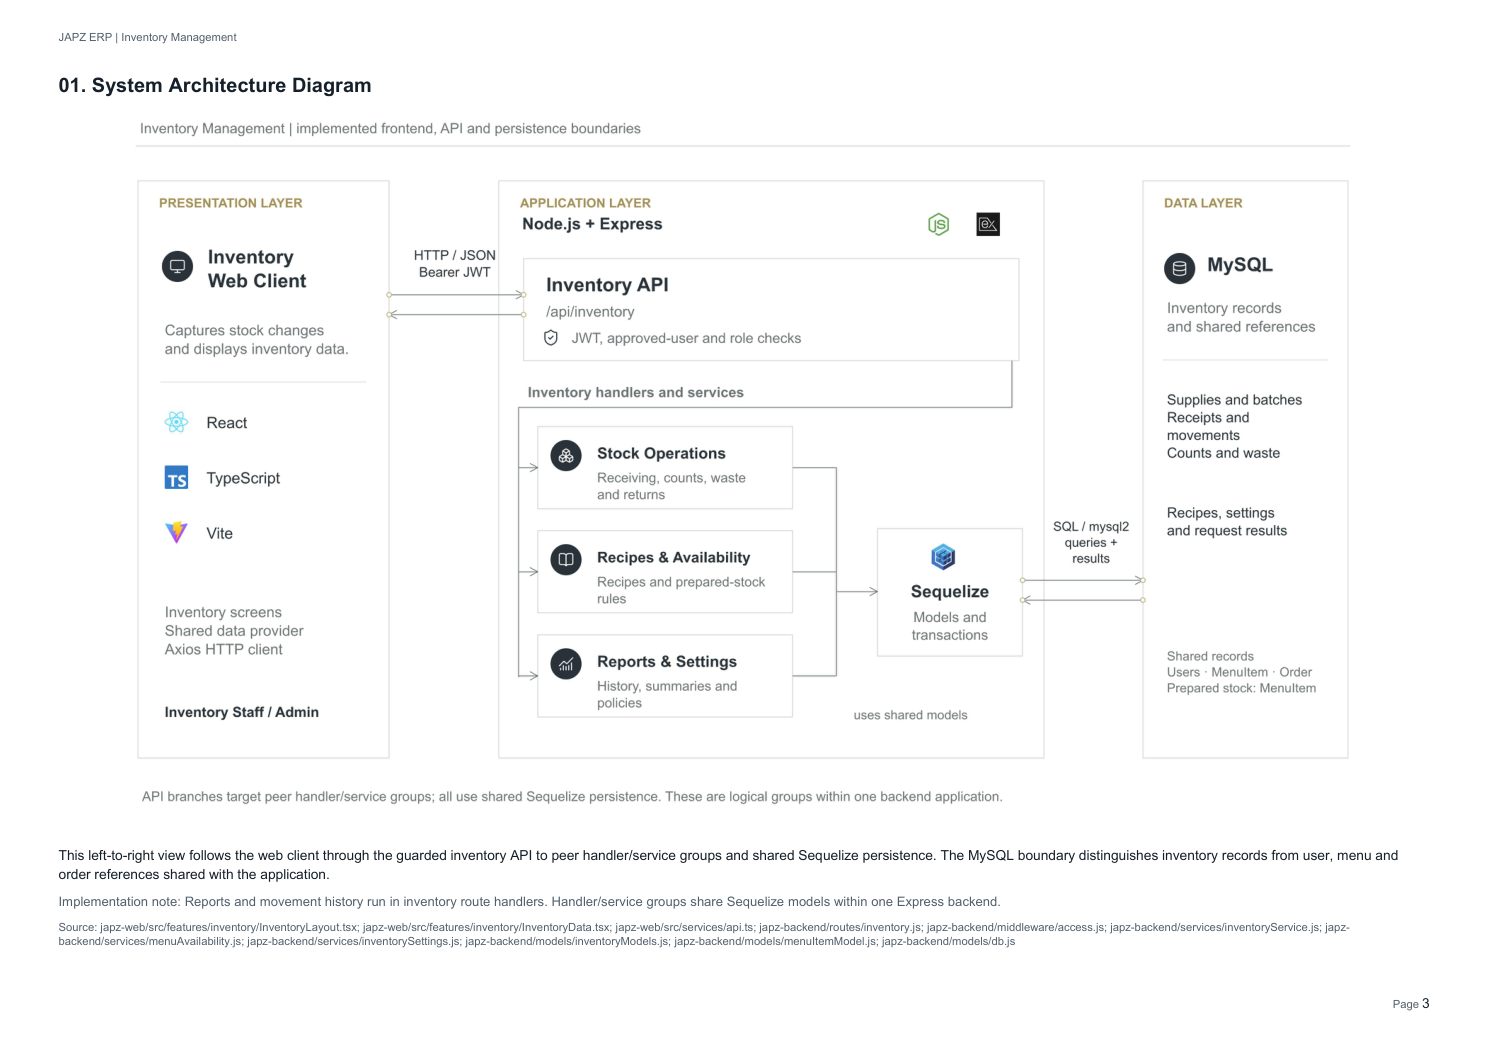 JAPZ ERP | Inventory Management
01. System Architecture Diagram
Inventory Management | implemented frontend, API and persistence boundaries
PRESENTATION LAYER
Inventory
Web Client
Captures stock changes
and displays inventory data.
React
TS
TypeScript
Vite
Inventory screens
Shared data provider
Axios HTTP client
Inventory Staff / Admin
HTTP / JSON
Bearer JWT
APPLICATION LAYER
Node.js + Express
JS
ex
Inventory API
/api/inventory
JWT, approved-user and role checks
Inventory handlers and services
Stock Operations
Receiving, counts, waste
and returns
Recipes & Availability
Recipes and prepared-stock
rules
Reports & Settings
History, summaries and
policies
Sequelize
Models and
transactions
uses shared models
SQL / mysql2
queries +
results
DATA LAYER
MySQL
Inventory records
and shared references
Supplies and batches
Receipts and
movements
Counts and waste
Recipes, settings
and request results
Shared records
Users · MenuItem · Order
Prepared stock: MenuItem
API branches target peer handler/service groups; all use shared Sequelize persistence. These are logical groups within one backend application.
This left-to-right view follows the web client through the guarded inventory API to peer handler/service groups and shared Sequelize persistence. The MySQL boundary distinguishes inventory records from user, menu and
order references shared with the application.
Implementation note: Reports and movement history run in inventory route handlers. Handler/service groups share Sequelize models within one Express backend.
Source: japz-web/src/features/inventory/InventoryLayout.tsx; japz-web/src/features/inventory/InventoryData.tsx; japz-web/src/services/api.ts; japz-backend/routes/inventory.js; japz-backend/middleware/access.js; japz-backend/services/inventoryService.js; japz-
backend/services/menuAvailability.js; japz-backend/services/inventorySettings.js; japz-backend/models/inventoryModels.js; japz-backend/models/menuItemModel.js; japz-backend/models/db.js
Page 3